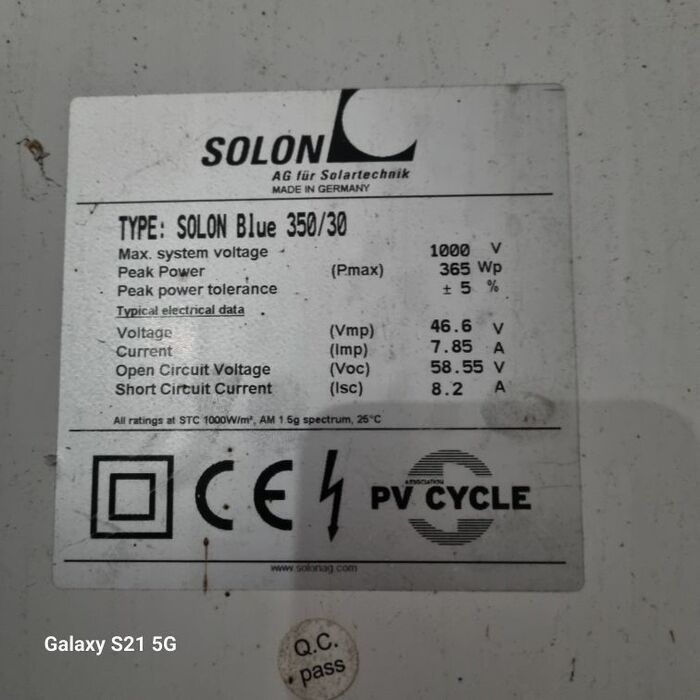 SOLON
AG für Solartechnik
MADE IN GERMANY
TYPE: SOLON Blue 350/30
Max. system voltage 1000 V
Peak Power (Pmax) 365 Wp
Peak power tolerance ± 5 %
Typical electrical data
Voltage (Vmp) 46.6 V
Current (Imp) 7.85 A
Open Circuit Voltage (Voc) 58.55 V
Short Circuit Current (Isc) 8.2 A
All ratings at STC 1000W/m², AM 1.5g spectrum, 25°C
CE
ASSOCIATION
PV CYCLE
www.solonag.com
Galaxy S21 5G
Q.C.
pass